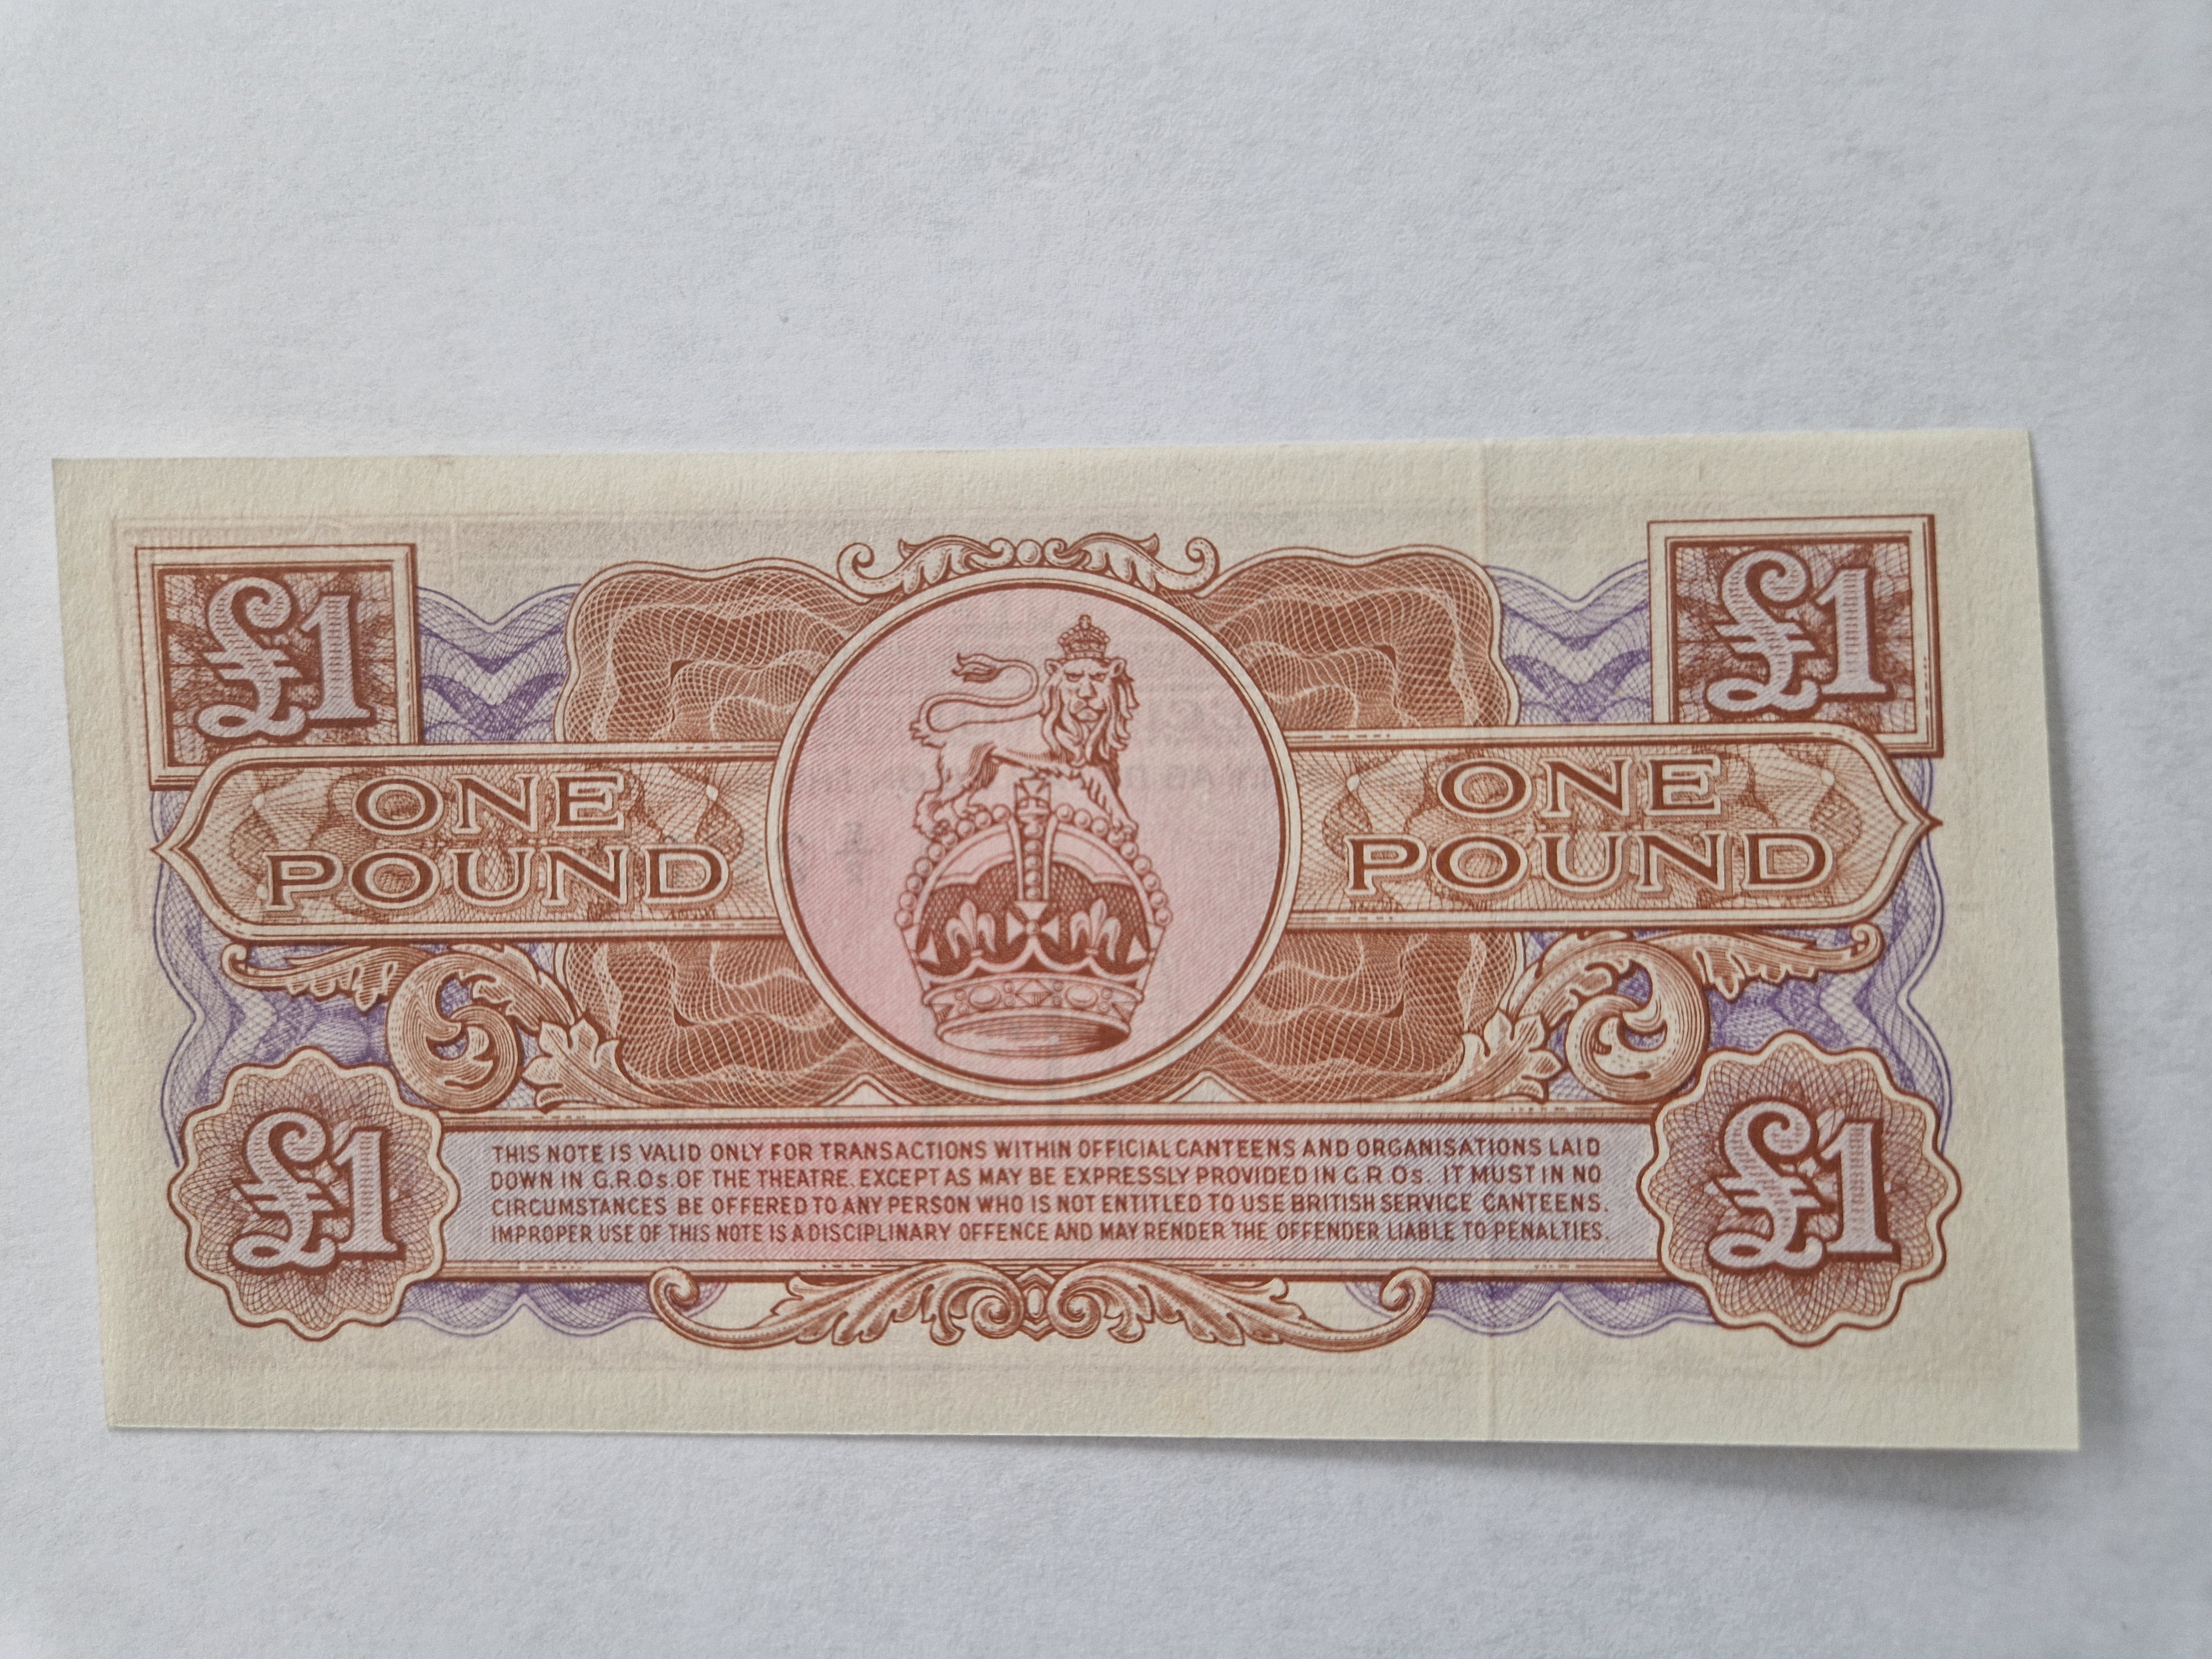 £1 £1
ONE ONE
POUND POUND
THIS NOTE IS VALID ONLY FOR TRANSACTIONS WITHIN OFFICIAL CANTEENS AND ORGANISATIONS LAID
DOWN IN G.R.Os. OF THE THEATRE. EXCEPT AS MAY BE EXPRESSLY PROVIDED IN G.R.Os. IT MUST IN NO
CIRCUMSTANCES BE OFFERED TO ANY PERSON WHO IS NOT ENTITLED TO USE BRITISH SERVICE CANTEENS.
IMPROPER USE OF THIS NOTE IS A DISCIPLINARY OFFENCE AND MAY RENDER THE OFFENDER LIABLE TO PENALTIES.
£1 £1